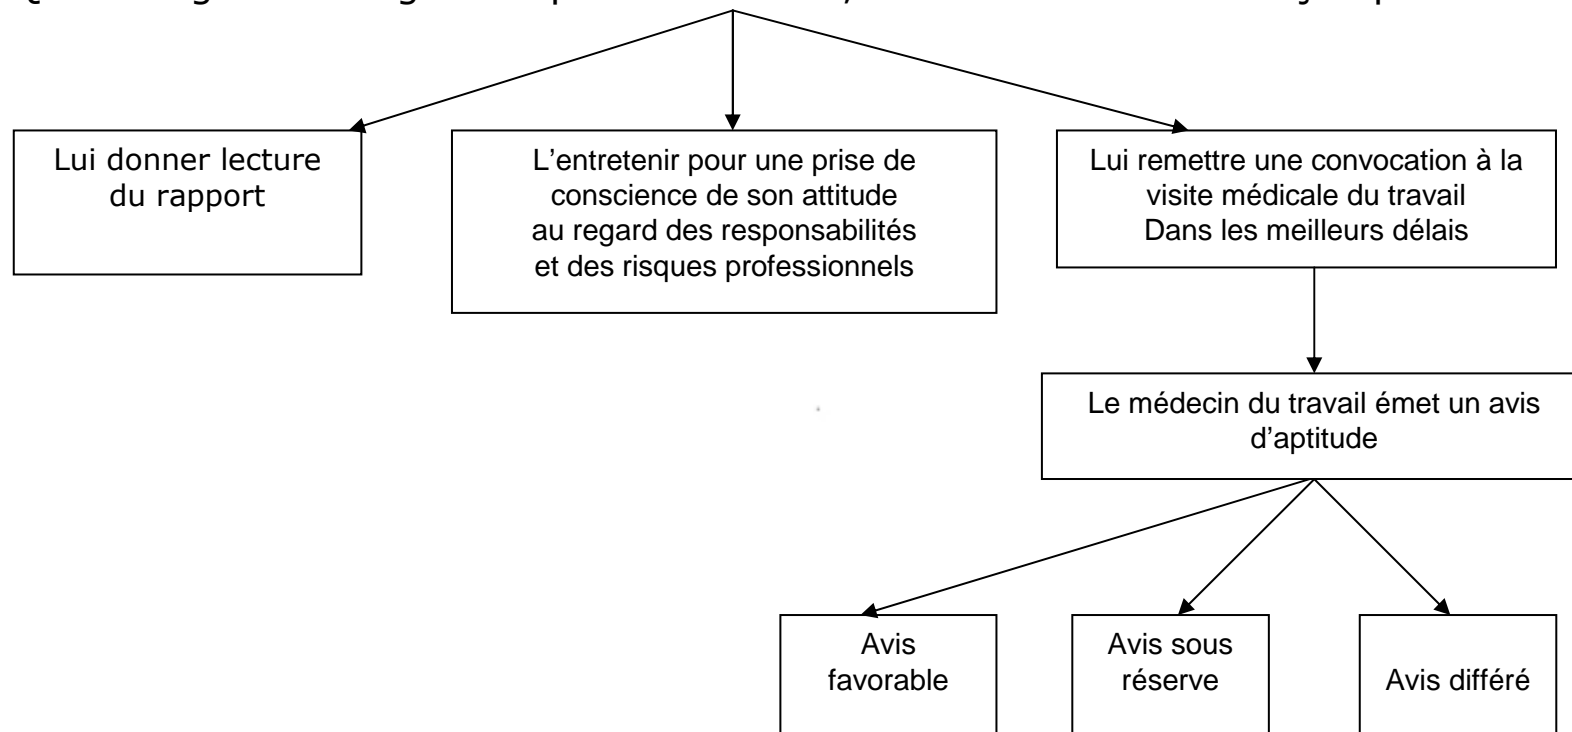 Lui donner lecture
du rapport
L'entretenir pour une prise de
conscience de son attitude
au regard des responsabilités
et des risques professionnels
Lui remettre une convocation à la
visite médicale du travail
Dans les meilleurs délais
Le médecin du travail émet un avis
d'aptitude
Avis
favorable
Avis sous
réserve
Avis différé